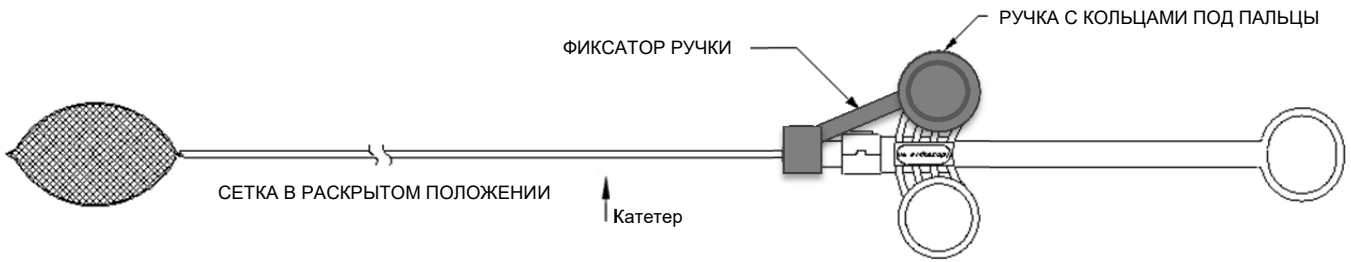 РУЧКА С КОЛЬЦАМИ ПОД ПАЛЬЦЫ
ФИКСАТОР РУЧКИ
СЕТКА В РАСКРЫТОМ ПОЛОЖЕНИИ
Катетер